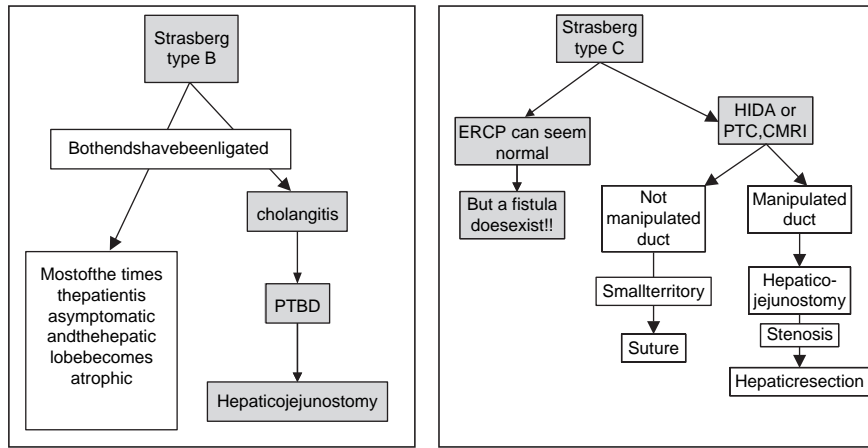 Strasberg
type B
Bothendshavebeenligated
cholangitis
Mostofthe times
thepatientis
asymptomatic
andthehepatic
lobebecomes
atrophic
PTBD
Hepaticojejunostomy
Strasberg
type C
ERCP can seem
normal
But a fistula
doesexist!!
HIDA or
PTC,CMRI
Not
manipulated
duct
Smallterritory
Suture
Manipulated
duct
Hepatico-
jejunostomy
Stenosis
Hepaticresection